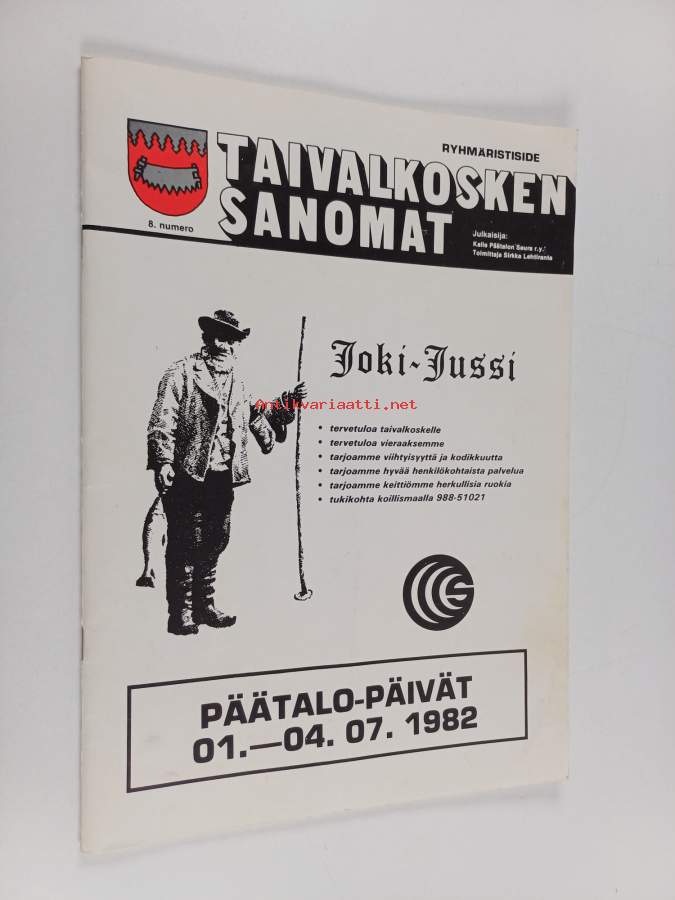 RYHMÄRISTISIDE
TAIVALKOSKEN
SANOMAT
8. numero
Julkaisija:
Kalle Päätalon Seura r.y.
Toimittaja Sirkka Lehtiranta
Joki-Jussi
Antikvariaatti.net
• tervetuloa taivalkoskelle
• tervetuloa vieraaksemme
• tarjoamme viihtyisyyttä ja kodikkuutta
• tarjoamme hyvää henkilökohtaista palvelua
• tarjoamme keittiömme herkullisia ruokia
• tukikohta koillismaalla 988-51021
PÄÄTALO-PÄIVÄT
01.—04. 07. 1982